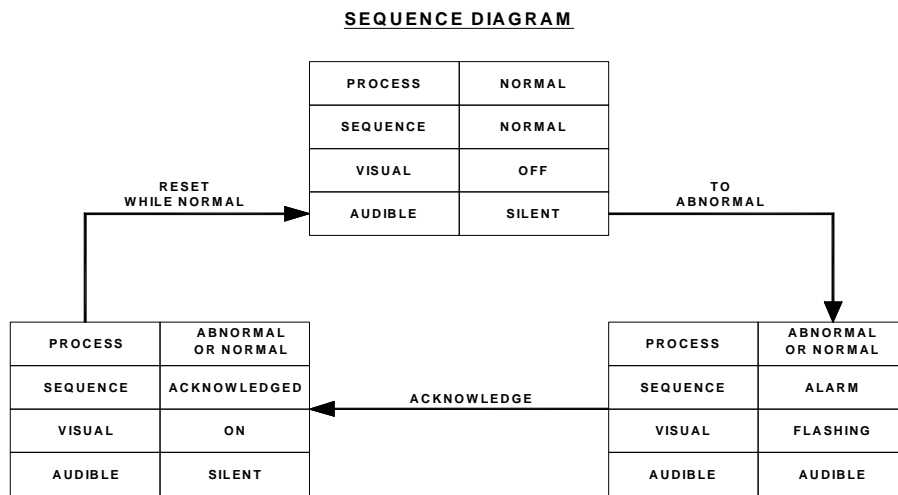 SEQUENCE DIAGRAM
PROCESS NORMAL
SEQUENCE NORMAL
VISUAL OFF
AUDIBLE SILENT
RESET
WHILE NORMAL
TO
ABNORMAL
PROCESS ABNORMAL
OR NORMAL
SEQUENCE ACKNOWLEDGED
VISUAL ON
AUDIBLE SILENT
ACKNOWLEDGE
PROCESS ABNORMAL
OR NORMAL
SEQUENCE ALARM
VISUAL FLASHING
AUDIBLE AUDIBLE